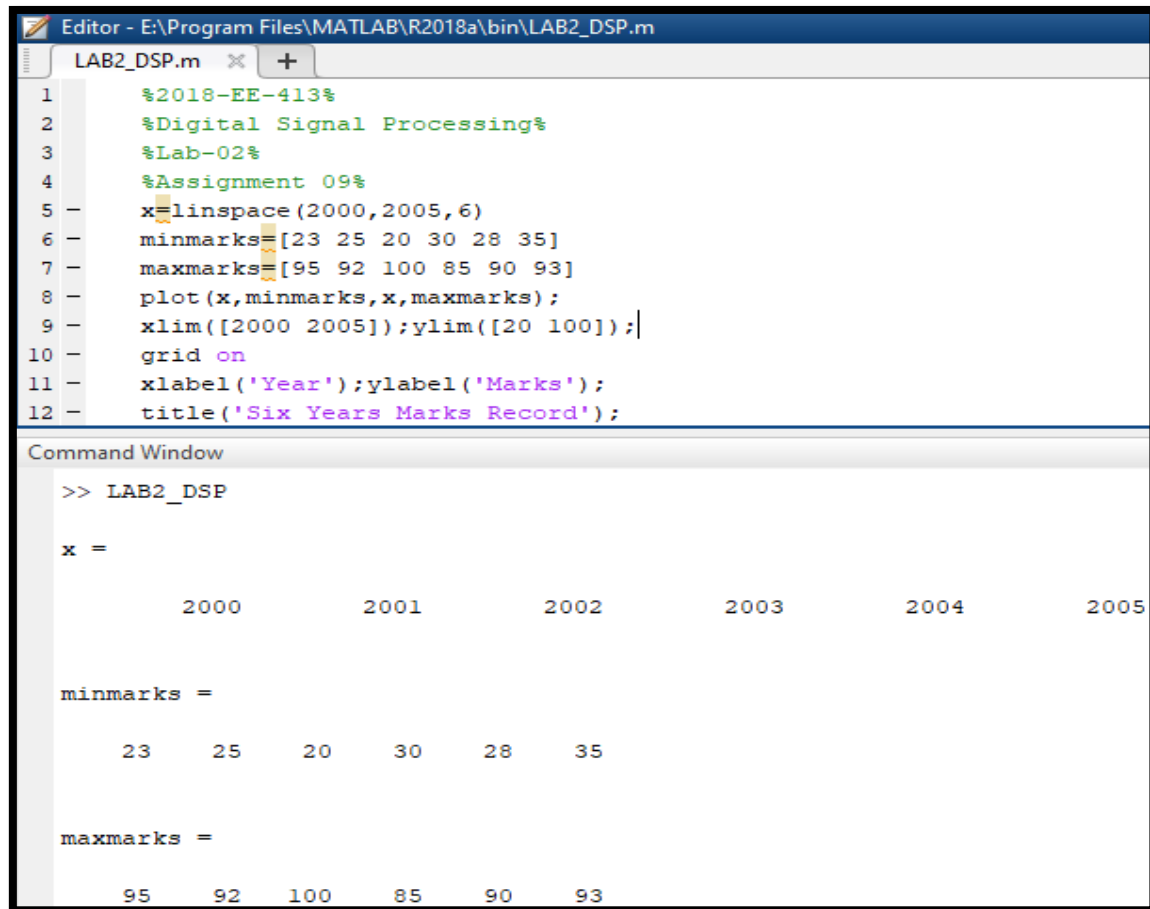 Editor - E:\Program Files\MATLAB\R2018a\bin\LAB2_DSP.m
LAB2_DSP.m × +
1 %2018-EE-413%
2 %Digital Signal Processing%
3 %Lab-02%
4 %Assignment 09%
5 - x=linspace(2000,2005,6)
6 - minmarks=[23 25 20 30 28 35]
7 - maxmarks=[95 92 100 85 90 93]
8 - plot(x,minmarks,x,maxmarks);
9 - xlim([2000 2005]);ylim([20 100]);
10 - grid on
11 - xlabel('Year');ylabel('Marks');
12 - title('Six Years Marks Record');
Command Window
>> LAB2_DSP
x =
2000 2001 2002 2003 2004 2005
minmarks =
23 25 20 30 28 35
maxmarks =
95 92 100 85 90 93